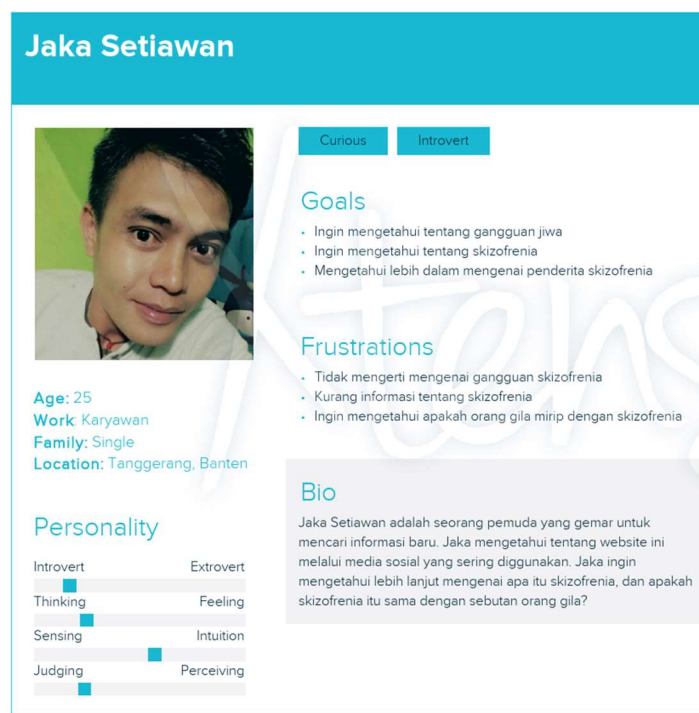 Jaka Setiawan
Curious
Introvert
Goals
Ingin mengetahui tentang gangguan jiwa
Ingin mengetahui tentang skizofrenia
Mengetahui lebih dalam mengenai penderita skizofrenia
Frustrations
Tidak mengerti mengenai gangguan skizofrenia
Kurang informasi tentang skizofrenia
Ingin mengetahui apakah orang gila mirip dengan skizofrenia
Age: 25
Work: Karyawan
Family: Single
Location: Tanggerang, Banten
Bio
Jaka Setiawan adalah seorang pemuda yang gemar untuk
mencari informasi baru. Jaka mengetahui tentang website ini
melalui media sosial yang sering diggunakan. Jaka ingin
mengetahui lebih lanjut mengenai apa itu skizofrenia, dan apakah
skizofrenia itu sama dengan sebutan orang gila?
Personality
Introvert Extrovert
Thinking Feeling
Sensing Intuition
Judging Perceiving